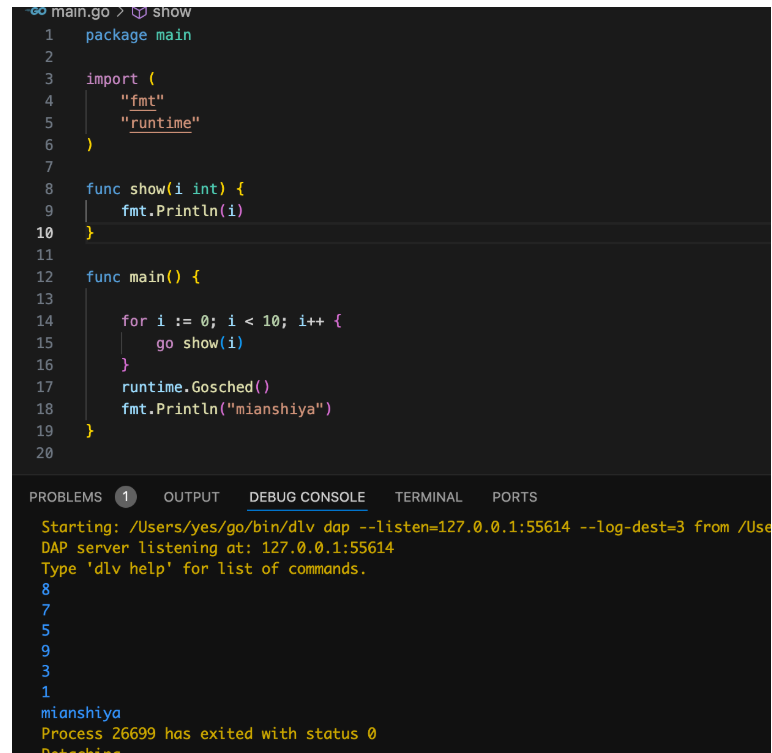 main.go > show
1 package main
2
3 import (
4     "fmt"
5     "runtime"
6 )
7
8 func show(i int) {
9     fmt.Println(i)
10 }
11
12 func main() {
13
14     for i := 0; i < 10; i++ {
15         go show(i)
16     }
17     runtime.Gosched()
18     fmt.Println("mianshiya")
19 }
20
PROBLEMS 1 OUTPUT DEBUG CONSOLE TERMINAL PORTS
Starting: /Users/yes/go/bin/dlv dap --listen=127.0.0.1:55614 --log-dest=3 from /Use
DAP server listening at: 127.0.0.1:55614
Type 'dlv help' for list of commands.
8
7
5
9
3
1
mianshiya
Process 26699 has exited with status 0